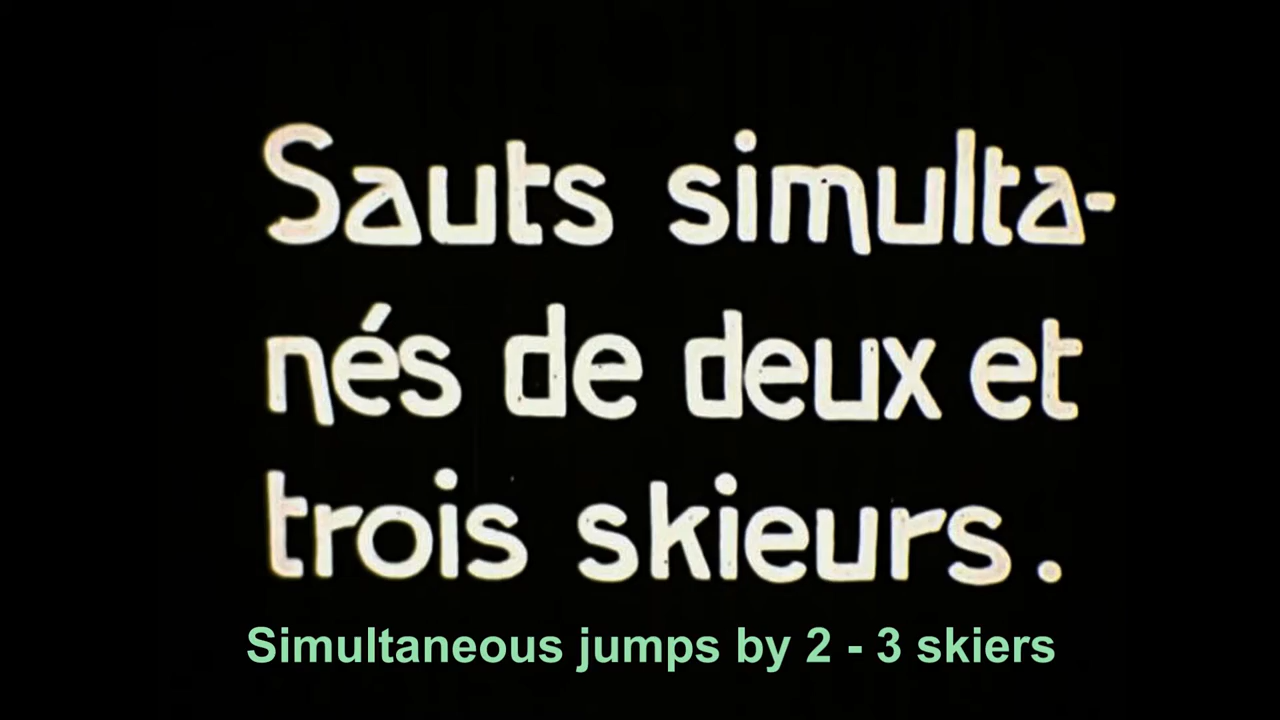 Sauts simulta-
nés de deux et
trois skieurs.
Simultaneous jumps by 2 - 3 skiers